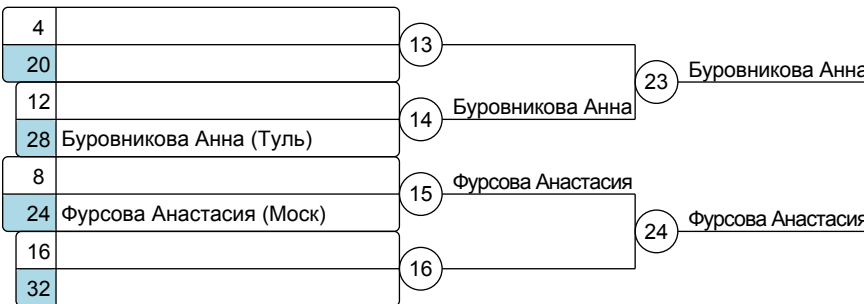 4
13
20
23 Буровникова Анна
12
14 Буровникова Анна
28 Буровникова Анна (Туль)
8
15 Фурсова Анастасия
24 Фурсова Анастасия (Моск)
24 Фурсова Анастасия
16
16
32